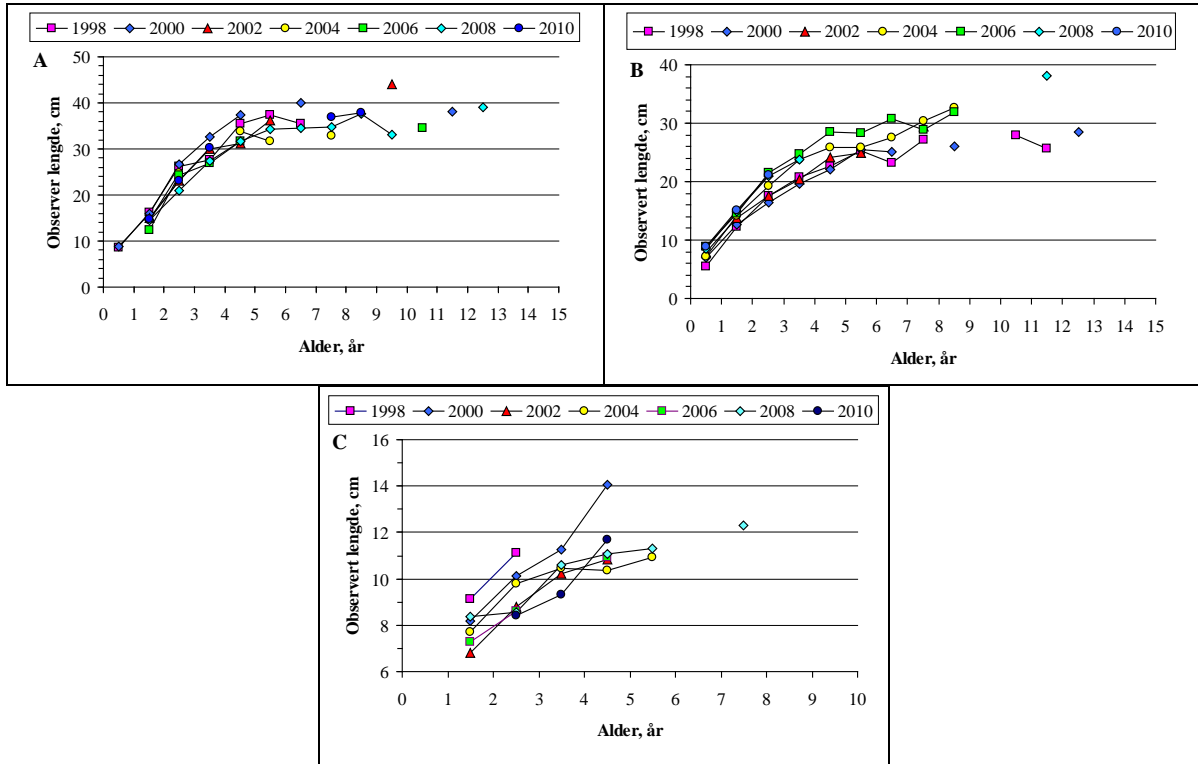 1998 2000 2002 2004 2006 2008 2010
A
50
40
30
20
10
0
0 1 2 3 4 5 6 7 8 9 10 11 12 13 14 15
Observer lengde, cm
Alder, år
1998 2000 2002 2004 2006 2008 2010
B
40
30
20
10
0
0 1 2 3 4 5 6 7 8 9 10 11 12 13 14 15
Observert lengde, cm
Alder, år
1998 2000 2002 2004 2006 2008 2010
C
16
14
12
10
8
6
0 1 2 3 4 5 6 7 8 9 10
Observert lengde, cm
Alder, år